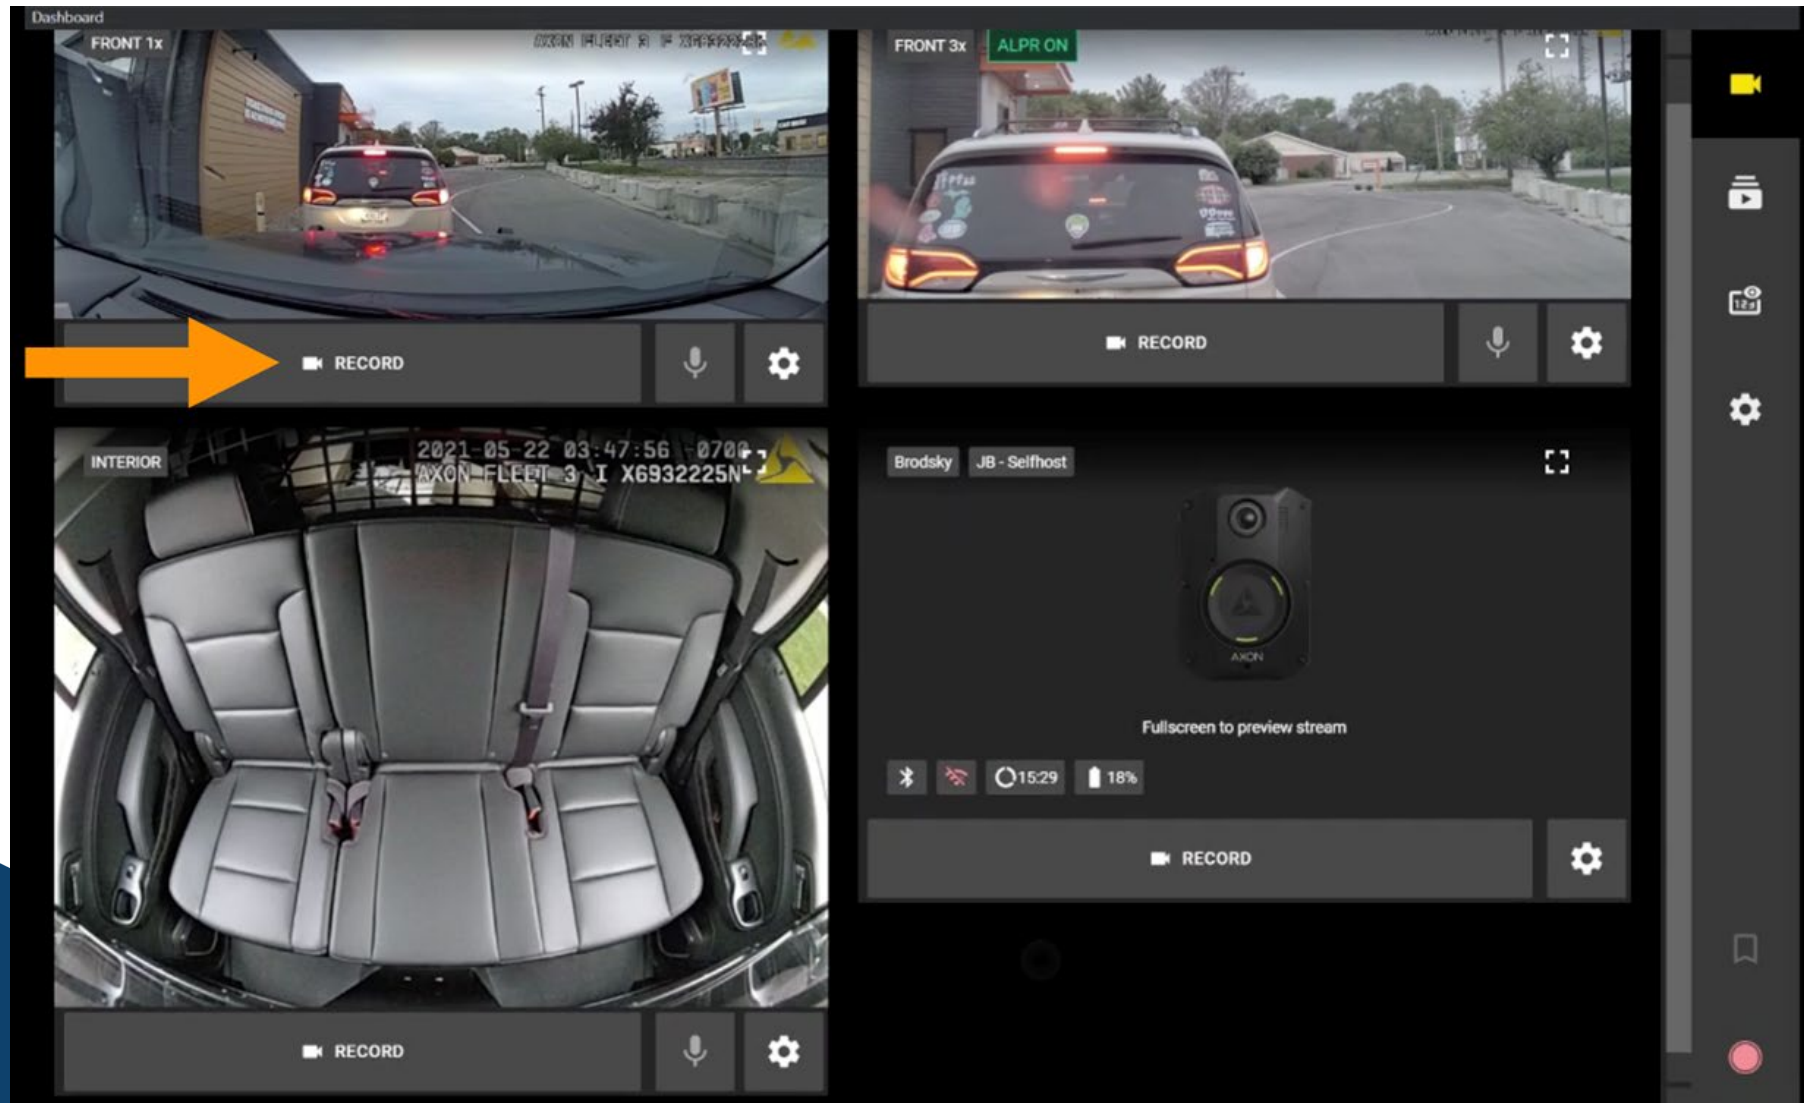 Dashboard
FRONT 1x
FRONT 3x
ALPR ON
RECORD
RECORD
INTERIOR
2021-05-22 03:47:56 -0700
AXON FLEET 3 I X6932225N
Brodsky
JB - Selfhost
AXON
Fullscreen to preview stream
15:29
18%
RECORD
RECORD